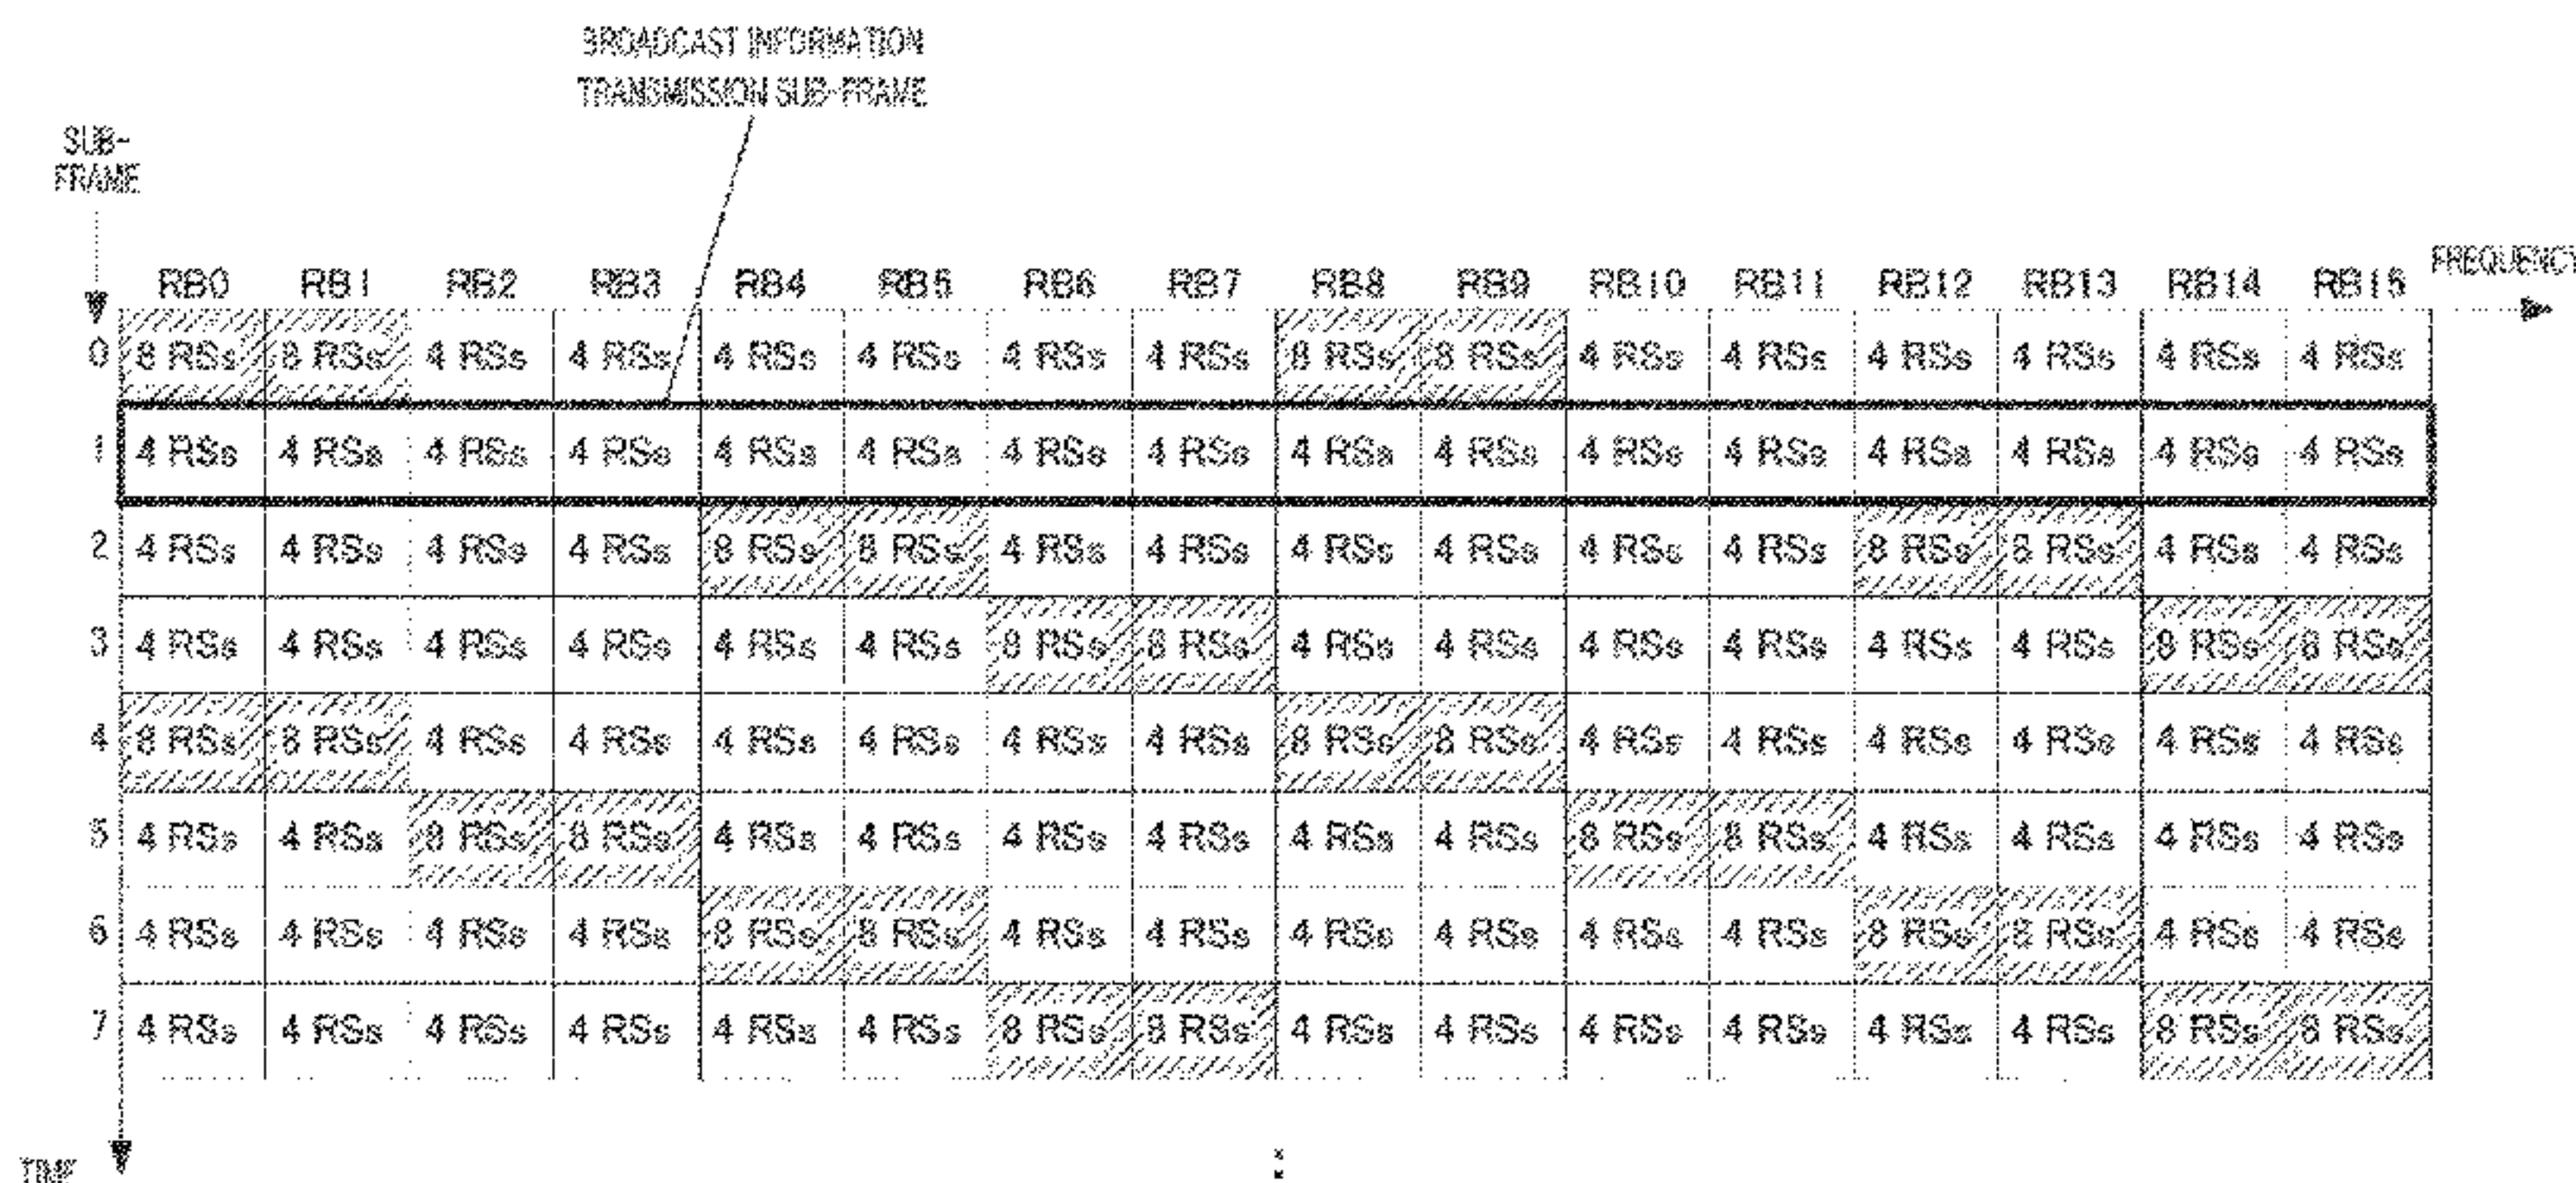 BROADCAST INFORMATION
TRANSMISSION SUB-FRAME
SUB-
FRAME
RB0 RB1 RB2 RB3 RB4 RB5 RB6 RB7 RB8 RB9 RB10 RB11 RB12 RB13 RB14 RB15 FREQUENCY
0 8 RSs 8 RSs 4 RSs 4 RSs 4 RSs 4 RSs 4 RSs 4 RSs 8 RSs 8 RSs 4 RSs 4 RSs 4 RSs 4 RSs 4 RSs 4 RSs
1 4 RSs 4 RSs 4 RSs 4 RSs 4 RSs 4 RSs 4 RSs 4 RSs 4 RSs 4 RSs 4 RSs 4 RSs 4 RSs 4 RSs 4 RSs 4 RSs
2 4 RSs 4 RSs 4 RSs 4 RSs 8 RSs 8 RSs 4 RSs 4 RSs 4 RSs 4 RSs 4 RSs 4 RSs 8 RSs 8 RSs 4 RSs 4 RSs
3 4 RSs 4 RSs 4 RSs 4 RSs 4 RSs 4 RSs 8 RSs 8 RSs 4 RSs 4 RSs 4 RSs 4 RSs 4 RSs 4 RSs 8 RSs 8 RSs
4 8 RSs 8 RSs 4 RSs 4 RSs 4 RSs 4 RSs 4 RSs 4 RSs 8 RSs 8 RSs 4 RSs 4 RSs 4 RSs 4 RSs 4 RSs 4 RSs
5 4 RSs 4 RSs 8 RSs 8 RSs 4 RSs 4 RSs 4 RSs 4 RSs 4 RSs 4 RSs 8 RSs 8 RSs 4 RSs 4 RSs 4 RSs 4 RSs
6 4 RSs 4 RSs 4 RSs 4 RSs 8 RSs 8 RSs 4 RSs 4 RSs 4 RSs 4 RSs 4 RSs 4 RSs 8 RSs 8 RSs 4 RSs 4 RSs
7 4 RSs 4 RSs 4 RSs 4 RSs 4 RSs 4 RSs 8 RSs 8 RSs 4 RSs 4 RSs 4 RSs 4 RSs 4 RSs 4 RSs 8 RSs 8 RSs
TIME